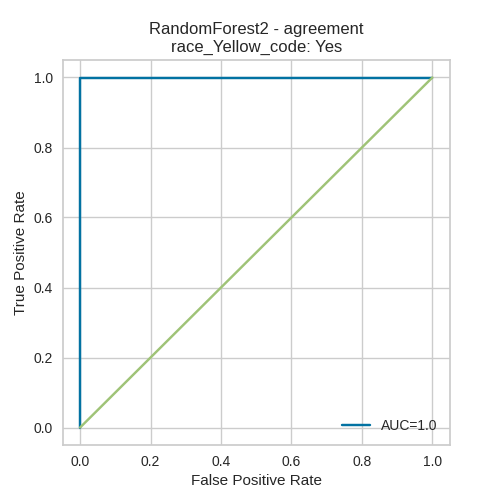 RandomForest2 - agreement
race_Yellow_code: Yes
True Positive Rate
1.0
0.8
0.6
0.4
0.2
0.0
AUC=1.0
0.0 0.2 0.4 0.6 0.8 1.0
False Positive Rate